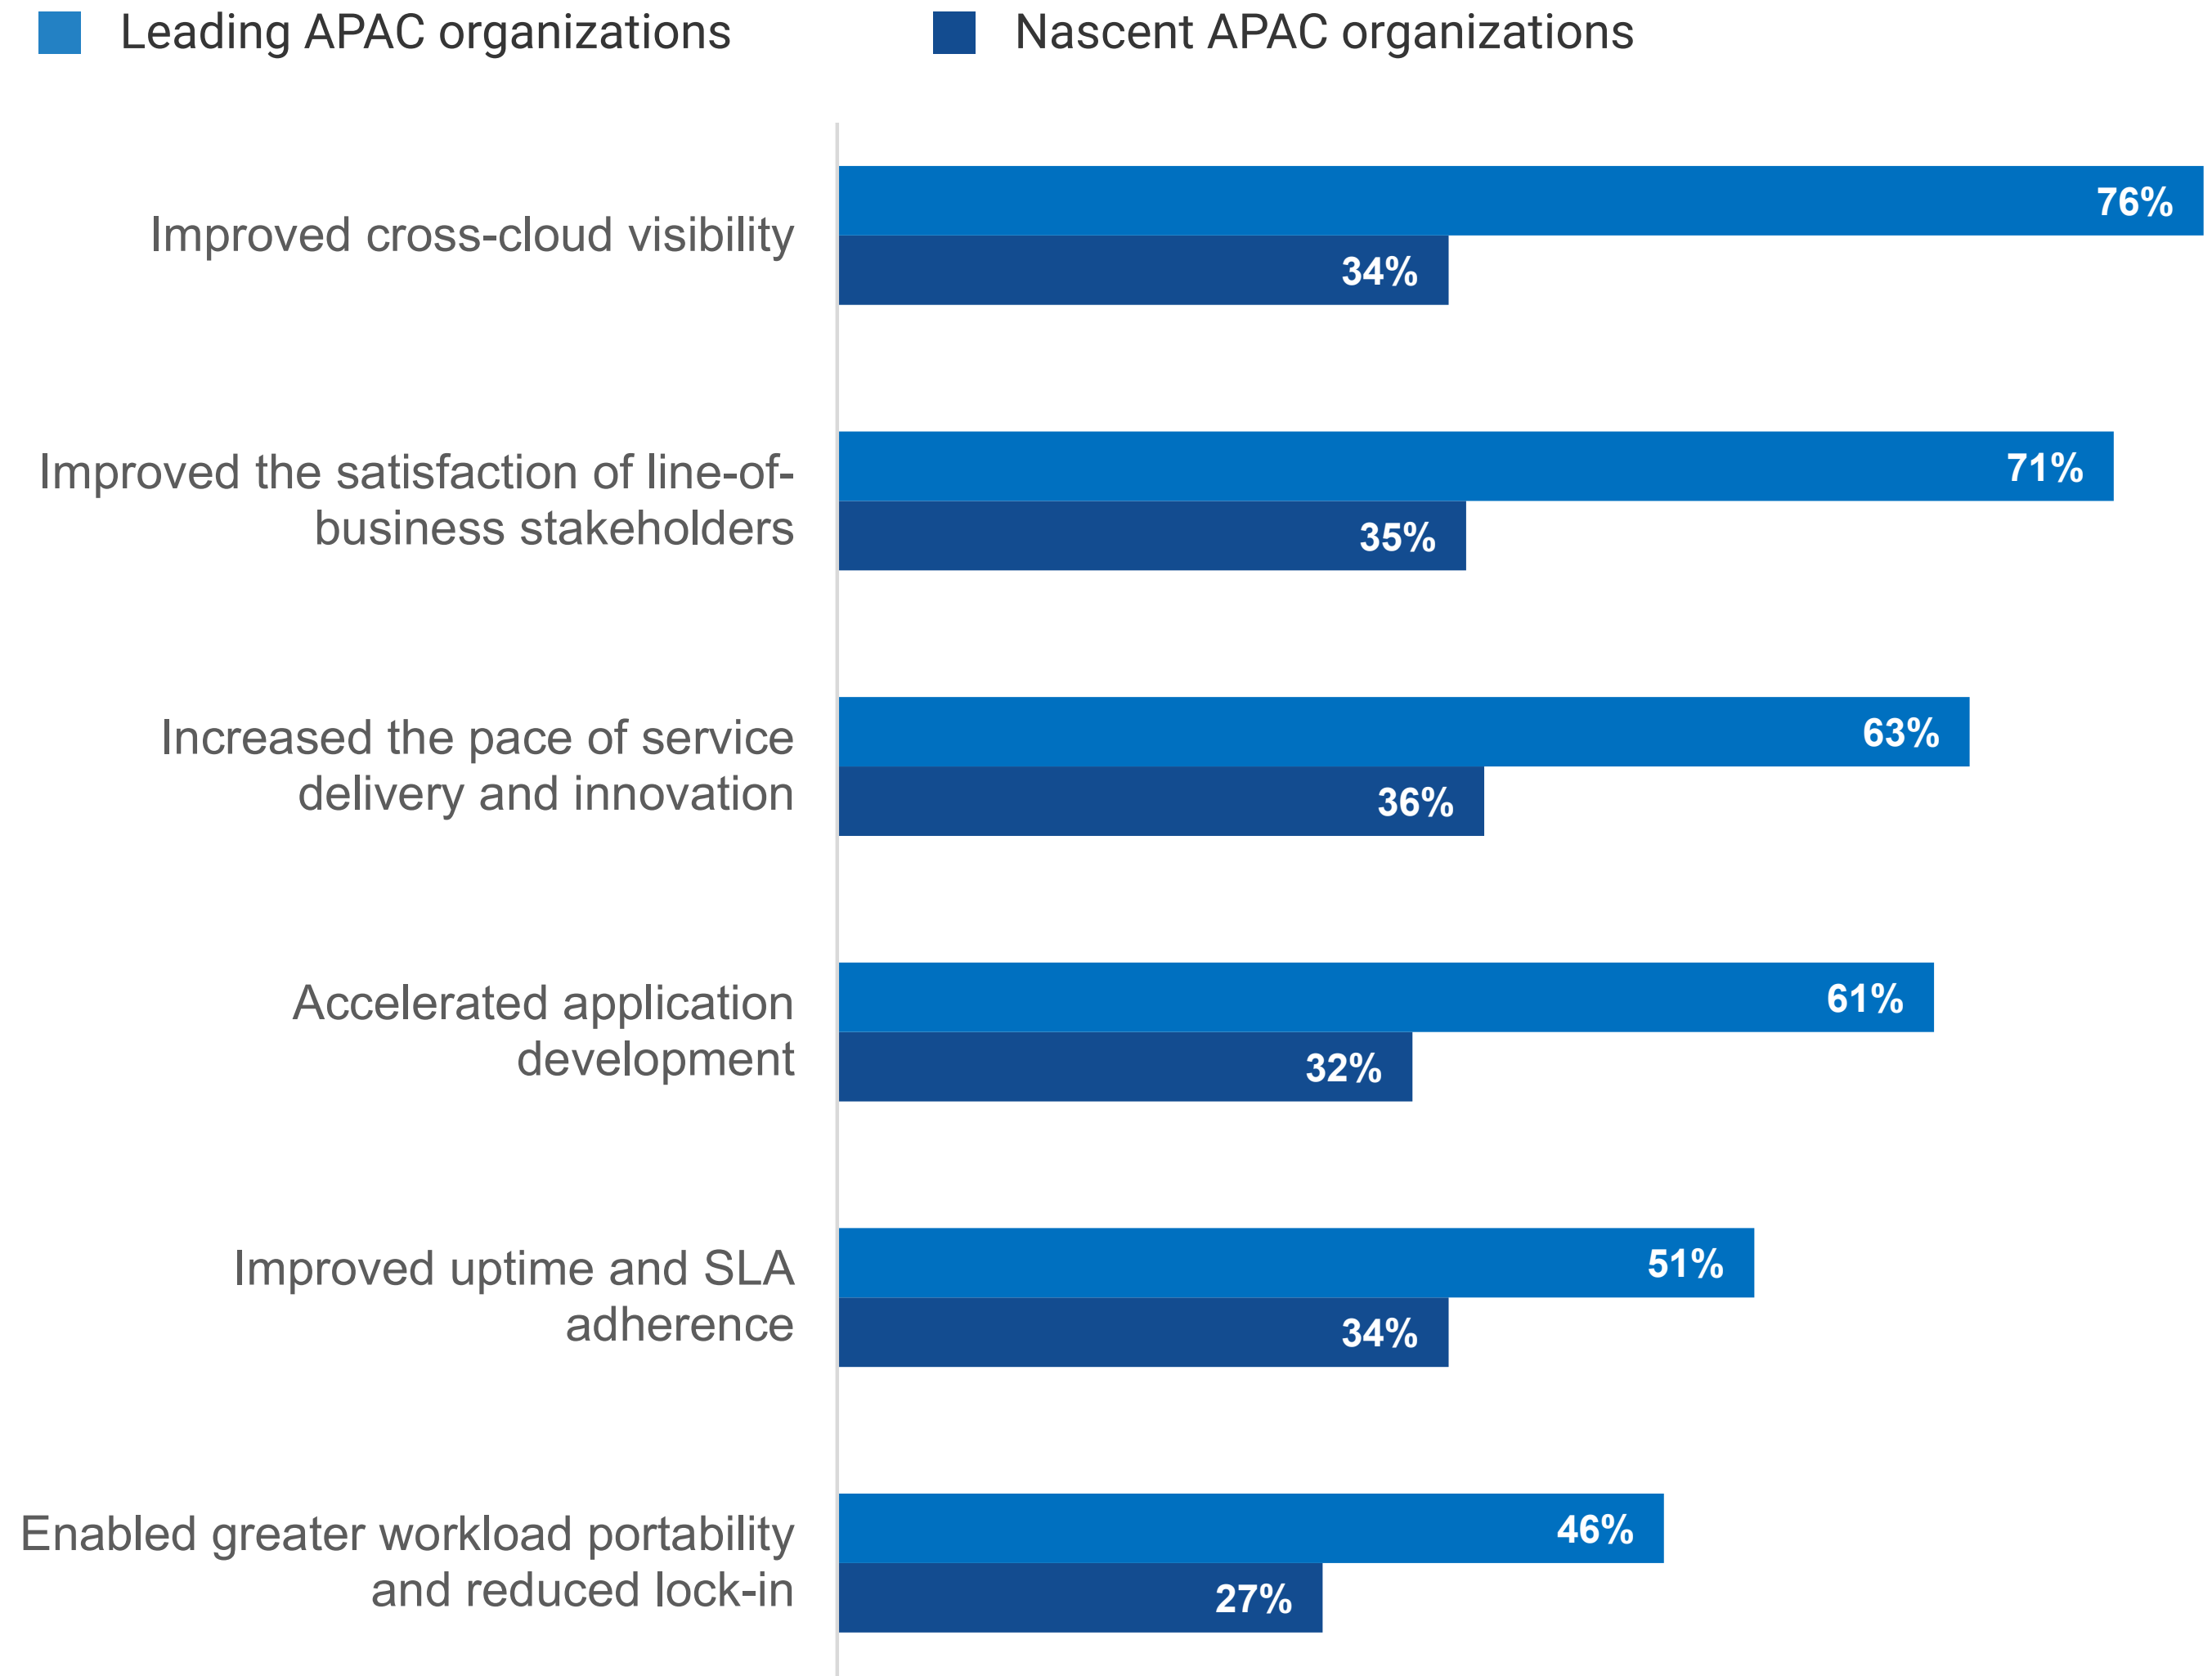 Leading APAC organizations
Nascent APAC organizations
Improved cross-cloud visibility
76%
34%
Improved the satisfaction of line-of-
business stakeholders
71%
35%
Increased the pace of service
delivery and innovation
63%
36%
Accelerated application
development
61%
32%
Improved uptime and SLA
adherence
51%
34%
Enabled greater workload portability
and reduced lock-in
46%
27%